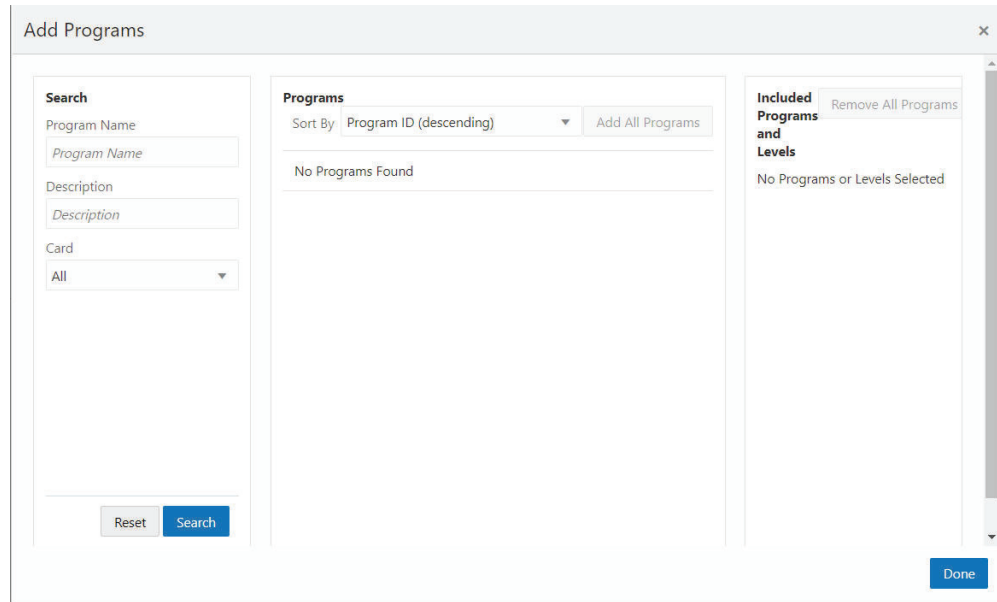 Add Programs
×
Search
Program Name
Program Name
Description
Description
Card
All
Reset
Search
Programs
Sort By
Program ID (descending)
Add All Programs
No Programs Found
Included
Programs
and
Levels
Remove All Programs
No Programs or Levels Selected
Done